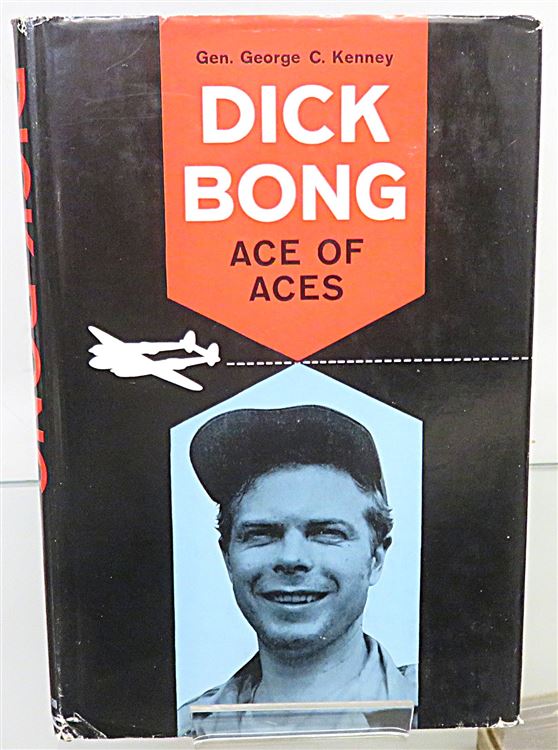 Gen. George C. Kenney
DICK
BONG
ACE OF
ACES
DICK BONG